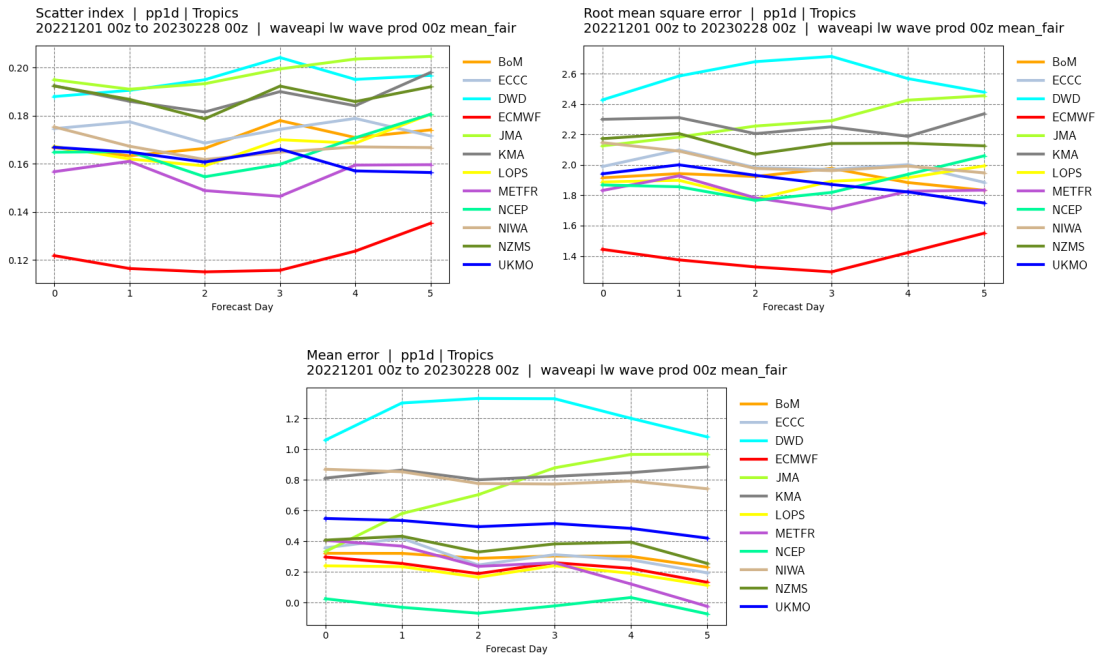 Scatter index | pp1d | Tropics
20221201 00z to 20230228 00z | waveapi lw wave prod 00z mean_fair
0.20
0.18
0.16
0.14
0.12
0 1 2 3 4 5
Forecast Day
BoM
ECCC
DWD
ECMWF
JMA
KMA
LOPS
METFR
NCEP
NIWA
NZMS
UKMO
Root mean square error | pp1d | Tropics
20221201 00z to 20230228 00z | waveapi lw wave prod 00z mean_fair
2.6
2.4
2.2
2.0
1.8
1.6
1.4
0 1 2 3 4 5
Forecast Day
BoM
ECCC
DWD
ECMWF
JMA
KMA
LOPS
METFR
NCEP
NIWA
NZMS
UKMO
Mean error | pp1d | Tropics
20221201 00z to 20230228 00z | waveapi lw wave prod 00z mean_fair
1.2
1.0
0.8
0.6
0.4
0.2
0.0
0 1 2 3 4 5
Forecast Day
BoM
ECCC
DWD
ECMWF
JMA
KMA
LOPS
METFR
NCEP
NIWA
NZMS
UKMO